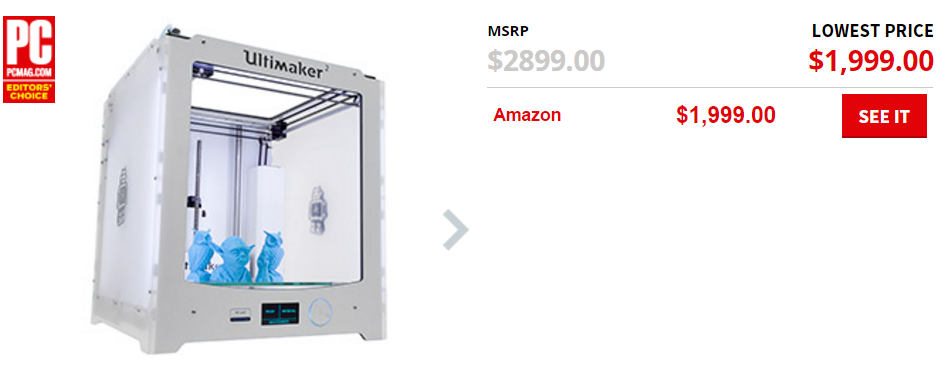 PC
PCMAG.COM
EDITORS'
CHOICE
Ultimaker²
MSRP
$2899.00
LOWEST PRICE
$1,999.00
Amazon
$1,999.00
SEE IT